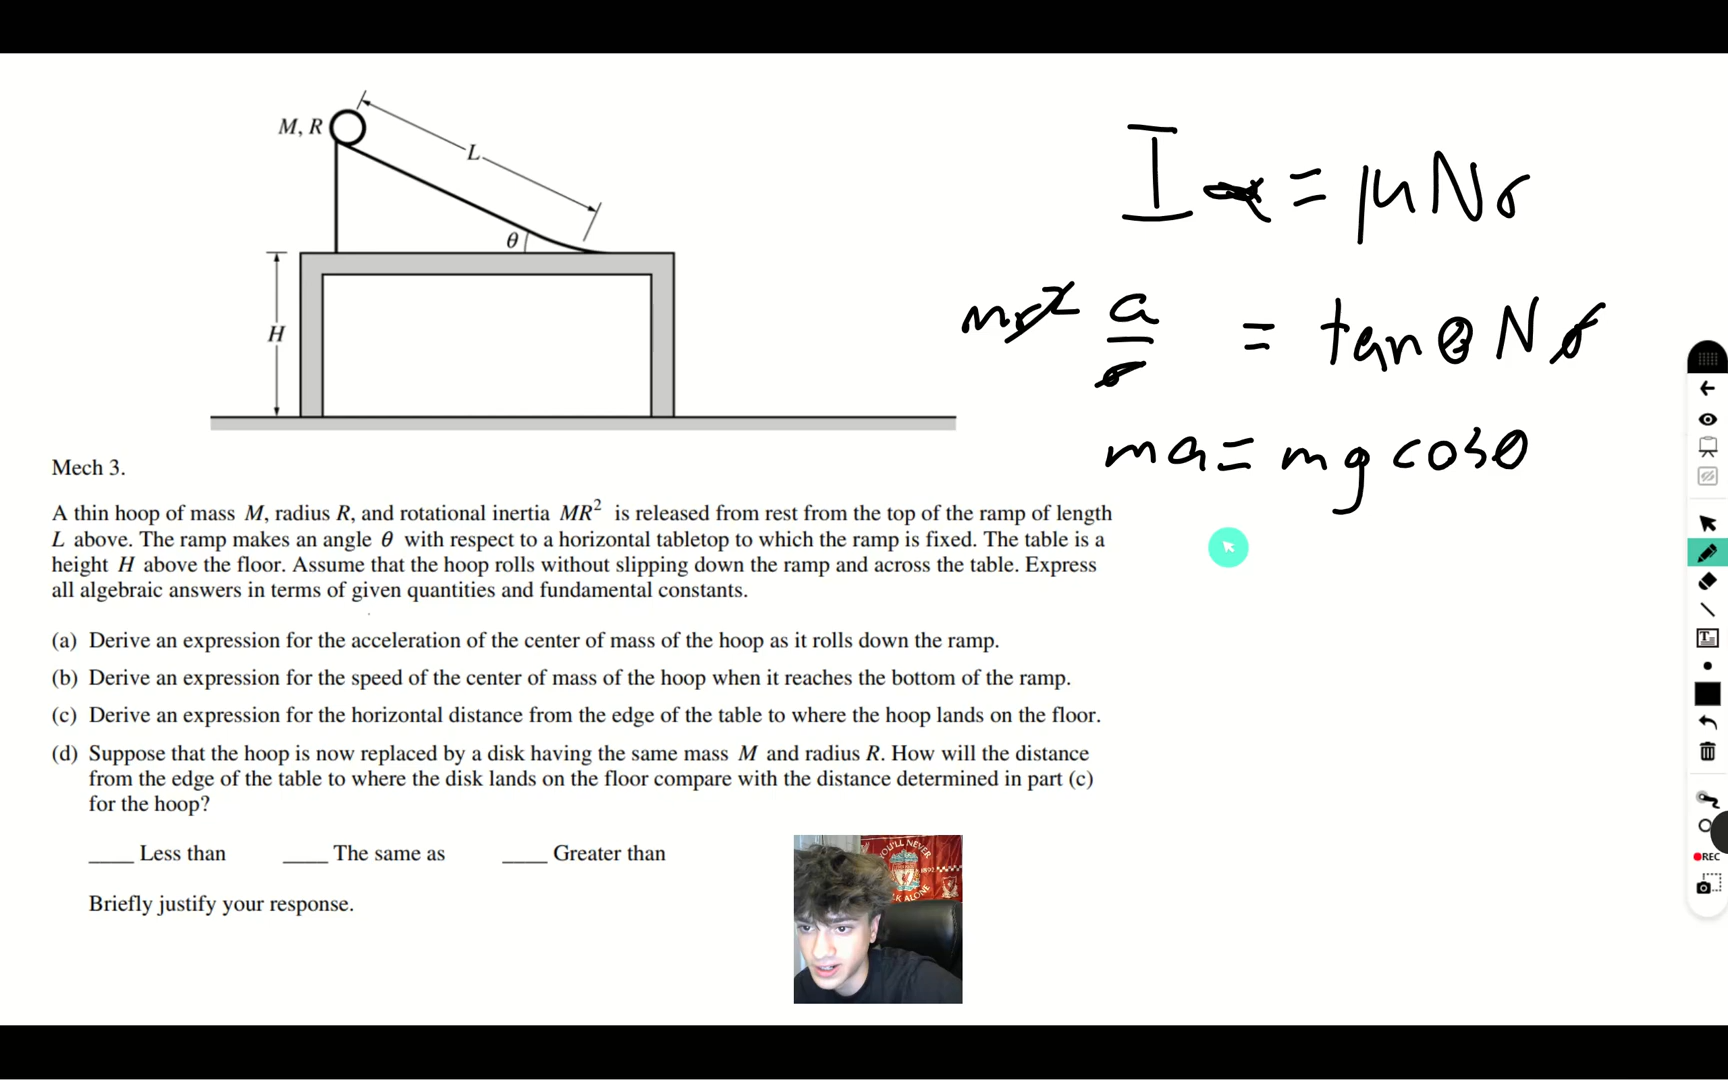 M, R
L
θ
H
Mech 3.
A thin hoop of mass M, radius R, and rotational inertia MR² is released from rest from the top of the ramp of length
L above. The ramp makes an angle θ with respect to a horizontal tabletop to which the ramp is fixed. The table is a
height H above the floor. Assume that the hoop rolls without slipping down the ramp and across the table. Express
all algebraic answers in terms of given quantities and fundamental constants.
(a) Derive an expression for the acceleration of the center of mass of the hoop as it rolls down the ramp.
(b) Derive an expression for the speed of the center of mass of the hoop when it reaches the bottom of the ramp.
(c) Derive an expression for the horizontal distance from the edge of the table to where the hoop lands on the floor.
(d) Suppose that the hoop is now replaced by a disk having the same mass M and radius R. How will the distance
from the edge of the table to where the disk lands on the floor compare with the distance determined in part (c)
for the hoop?
____ Less than ____ The same as ____ Greater than
Briefly justify your response.
I α = μ N r
mr² a/r = tan θ N r
ma = mg cos θ
YOU'LL NEVER
REC